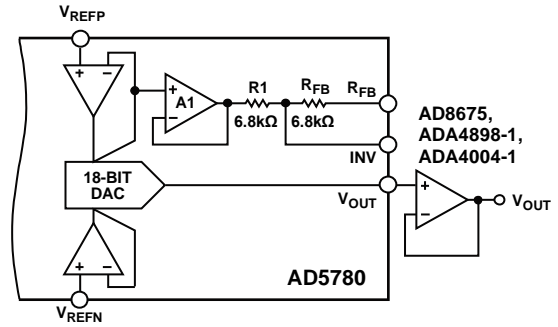 VREFP
+ −
+
−
A1
R1
6.8kΩ
RFB
6.8kΩ
RFB
INV
AD8675,
ADA4898-1,
ADA4004-1
18-BIT
DAC
VOUT
+
−
VOUT
+ −
AD5780
VREFN